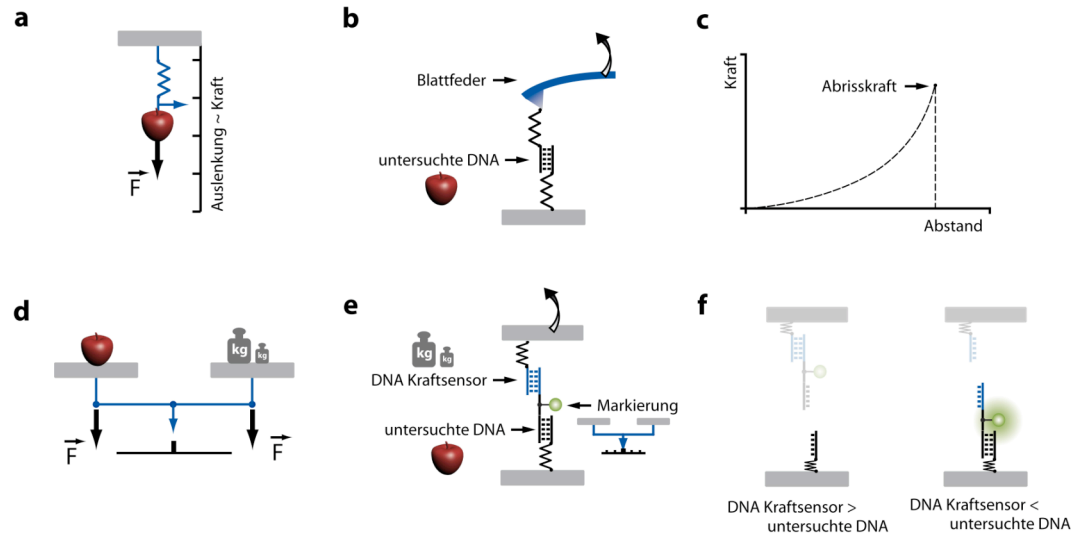 a
Auslenkung ~ Kraft
F
b
Blattfeder
untersuchte DNA
c
Kraft
Abrisskraft
Abstand
d
kg
kg
F
F
e
kg
kg
DNA Kraftsensor
Markierung
untersuchte DNA
f
DNA Kraftsensor >
untersuchte DNA
DNA Kraftsensor <
untersuchte DNA